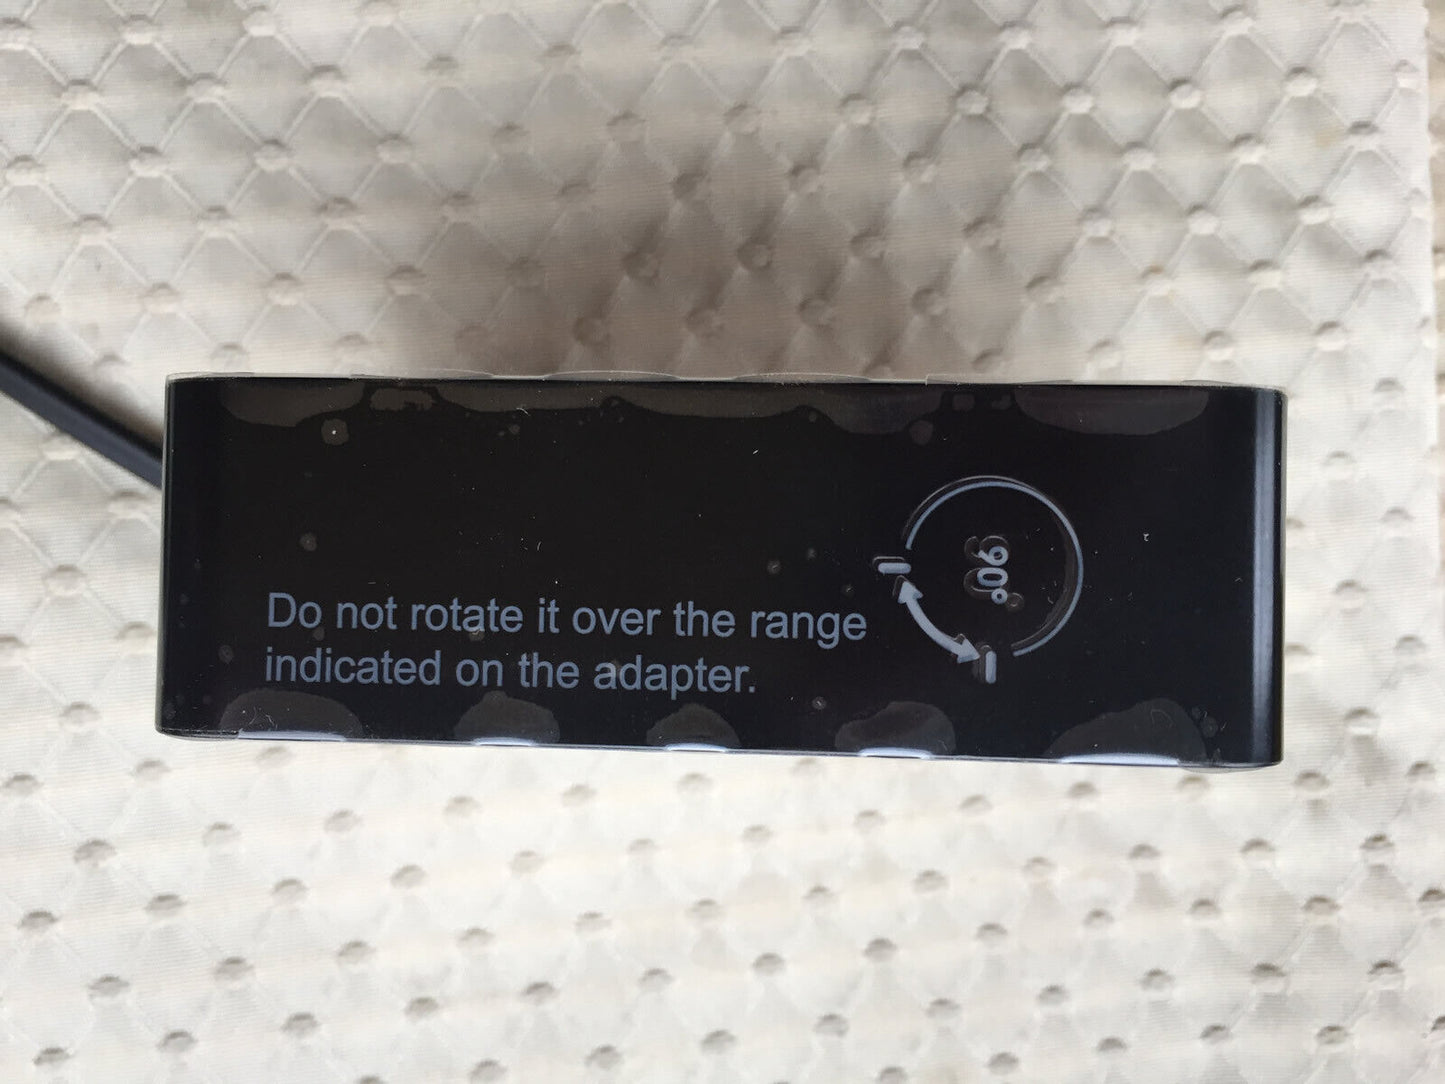 Do not rotate it over the range
indicated on the adapter.
90°